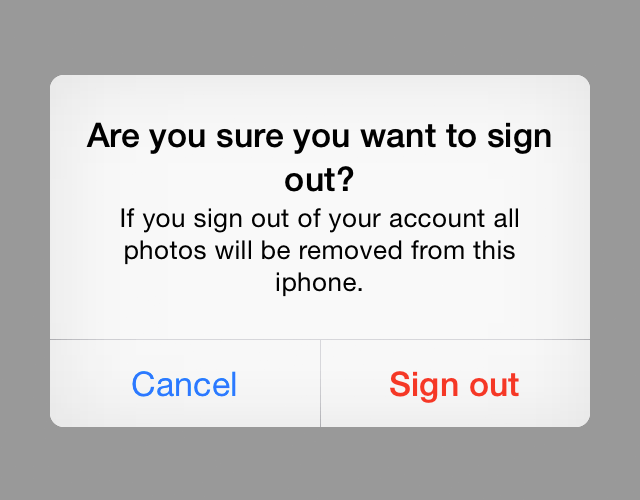 Are you sure you want to sign
out?
If you sign out of your account all
photos will be removed from this
iphone.
Cancel
Sign out